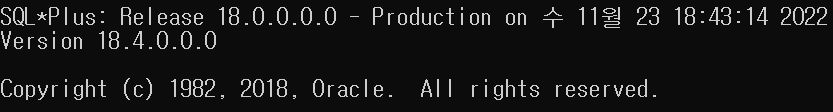 SQL*Plus: Release 18.0.0.0.0 - Production on 수 11월 23 18:43:14 2022
Version 18.4.0.0.0
Copyright (c) 1982, 2018, Oracle.  All rights reserved.